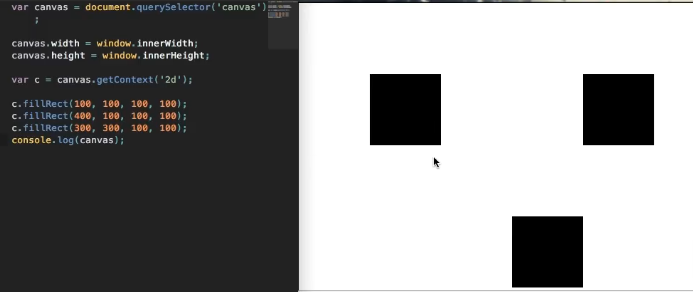 var canvas = document.querySelector('canvas')
;
canvas.width = window.innerWidth;
canvas.height = window.innerHeight;
var c = canvas.getContext('2d');
c.fillRect(100, 100, 100, 100);
c.fillRect(400, 100, 100, 100);
c.fillRect(300, 300, 100, 100);
console.log(canvas);